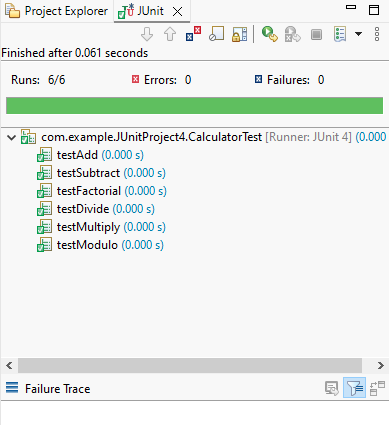 Project Explorer JUnit
Finished after 0.061 seconds
Runs: 6/6 Errors: 0 Failures: 0
com.example.JUnitProject4.CalculatorTest [Runner: JUnit 4] (0.000
testAdd (0.000 s)
testSubtract (0.000 s)
testFactorial (0.000 s)
testDivide (0.000 s)
testMultiply (0.000 s)
testModulo (0.000 s)
Failure Trace